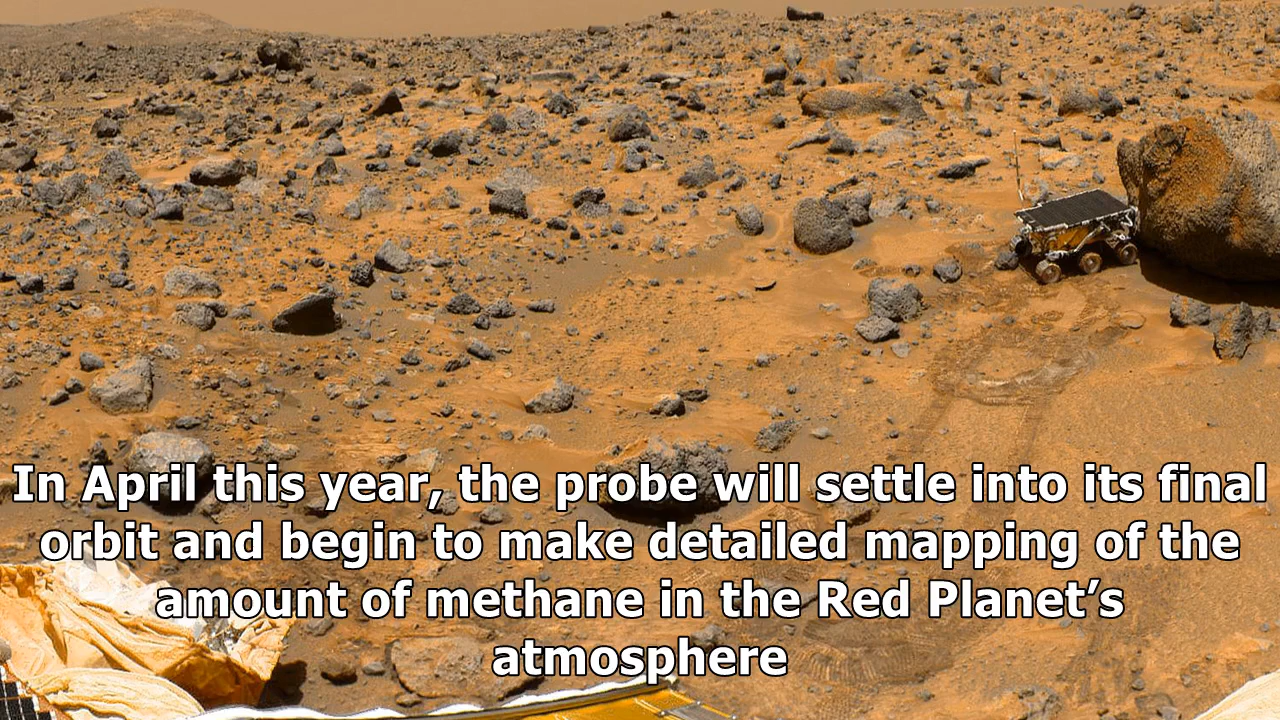 In April this year, the probe will settle into its final
orbit and begin to make detailed mapping of the
amount of methane in the Red Planet’s
atmosphere